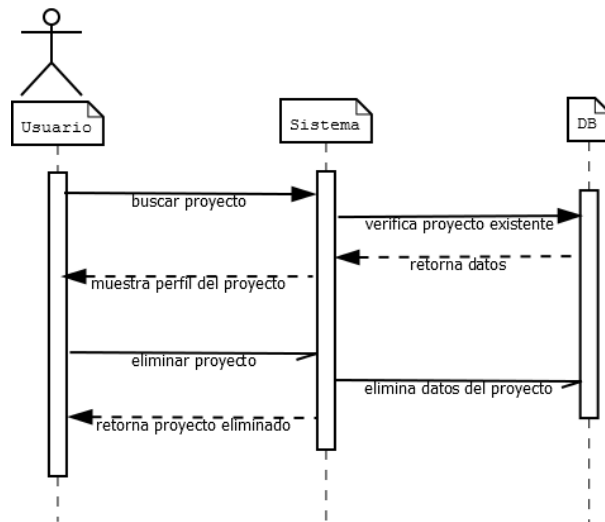 Usuario
Sistema
DB
buscar proyecto
verifica proyecto existente
retorna datos
muestra perfil del proyecto
eliminar proyecto
elimina datos del proyecto
retorna proyecto eliminado